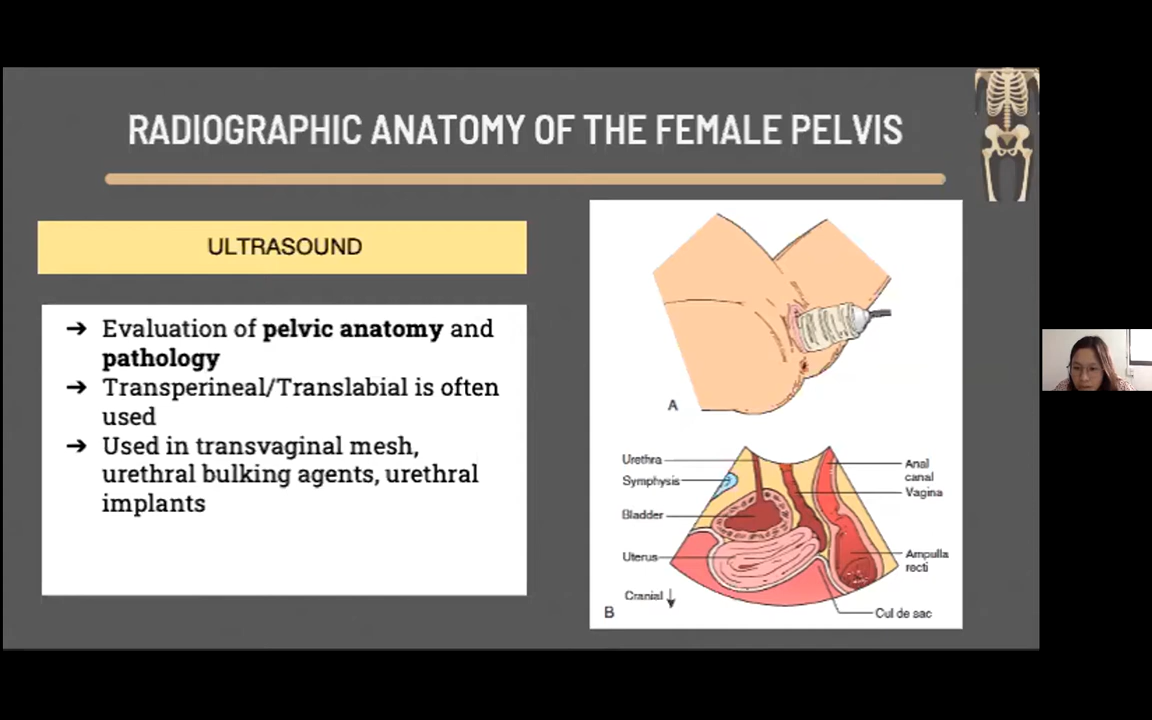 RADIOGRAPHIC ANATOMY OF THE FEMALE PELVIS
ULTRASOUND
➔ Evaluation of pelvic anatomy and
pathology
➔ Transperineal/Translabial is often
used
➔ Used in transvaginal mesh,
urethral bulking agents, urethral
implants
A
Urethra
Symphysis
Bladder
Uterus
Cranial
B
Anal
canal
Vagina
Ampulla
recti
Cul de sac